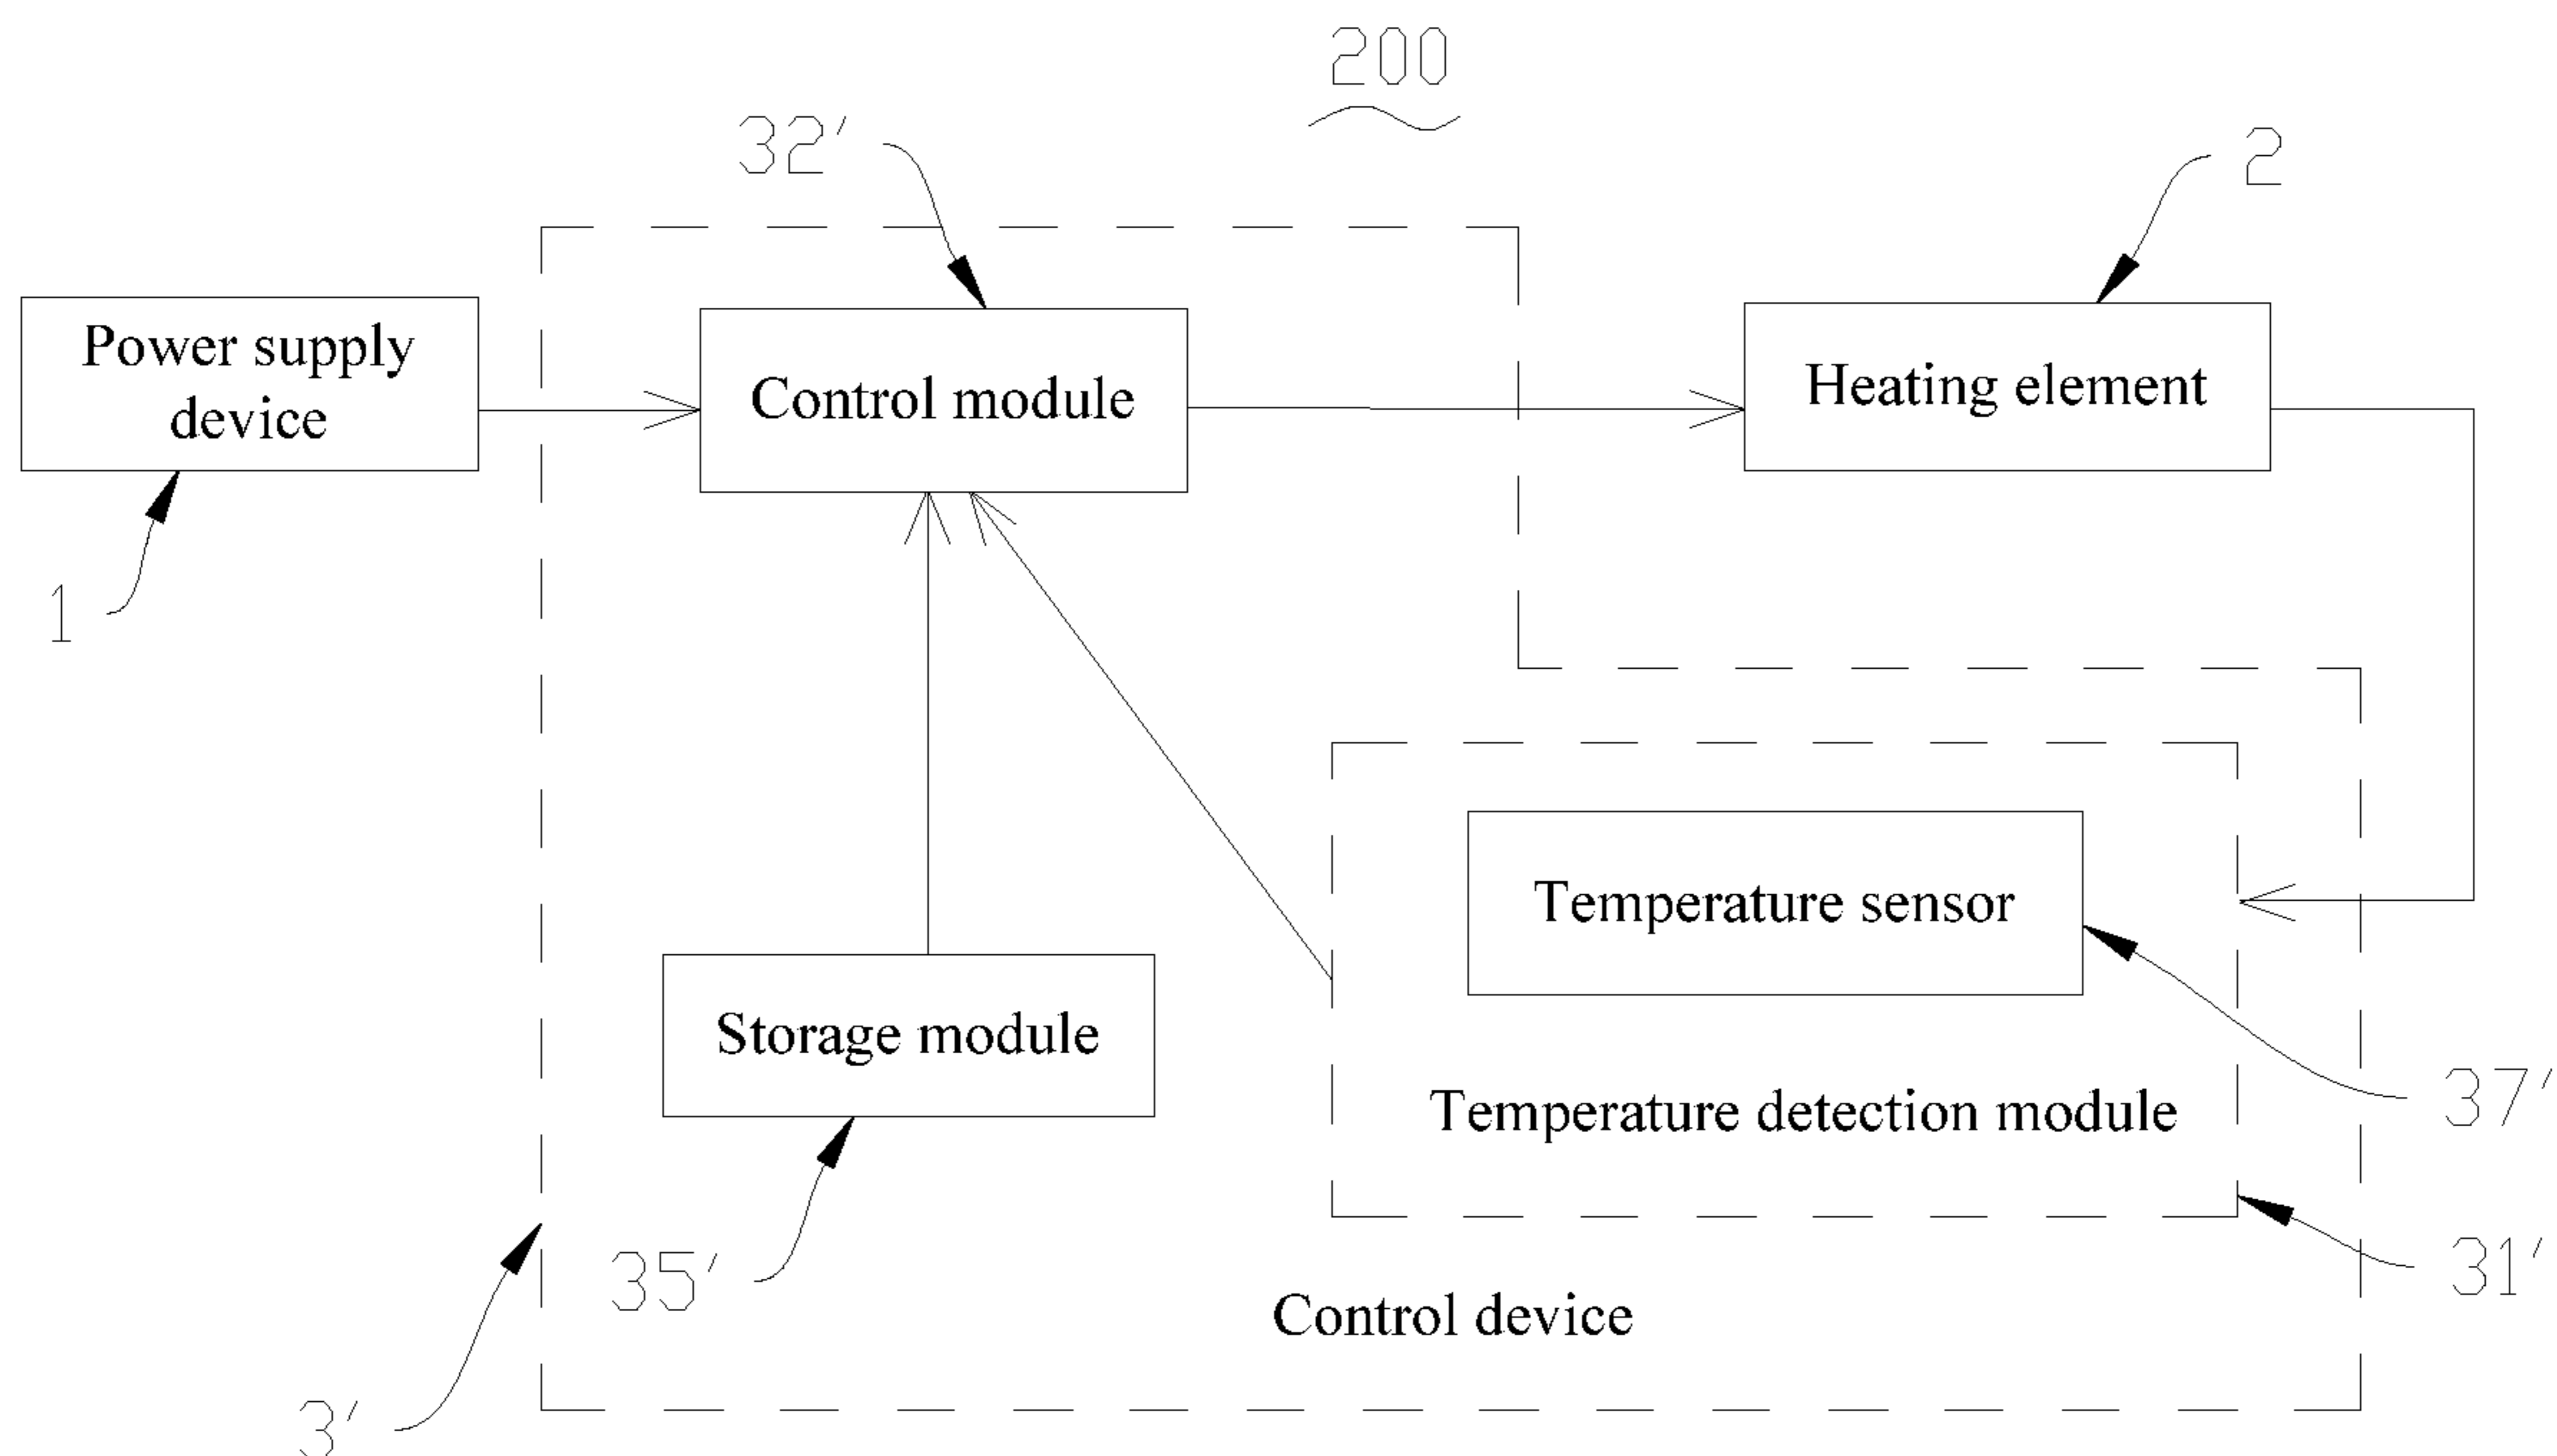 200
32′
2
Power supply
device
Control module
Heating element
1
Temperature sensor
Storage module
37′
Temperature detection module
35′
31′
Control device
3′